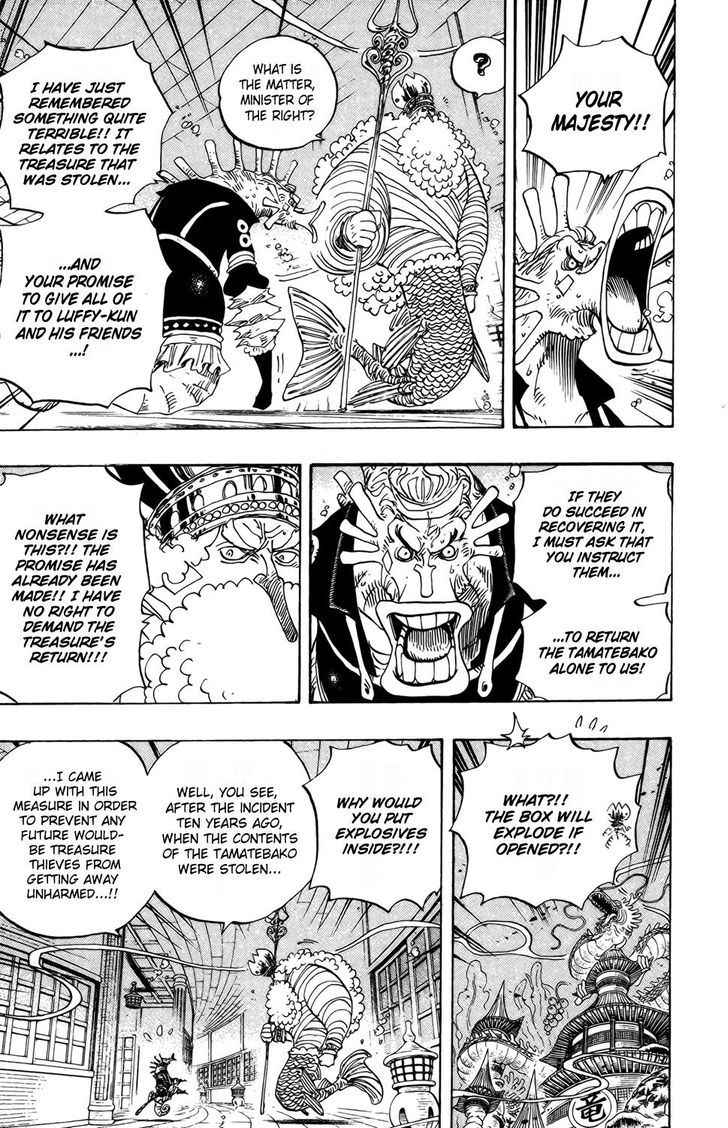 YOUR
MAJESTY!!
?
WHAT IS
THE MATTER,
MINISTER OF
THE RIGHT?
I HAVE JUST
REMEMBERED
SOMETHING QUITE
TERRIBLE!! IT
RELATES TO THE
TREASURE THAT
WAS STOLEN...
...AND
YOUR PROMISE
TO GIVE ALL OF
IT TO LUFFY-KUN
AND HIS FRIENDS
...!
IF THEY
DO SUCCEED IN
RECOVERING IT,
I MUST ASK THAT
YOU INSTRUCT
THEM...
...TO RETURN
THE TAMATEBAKO
ALONE TO US!
WHAT
NONSENSE IS
THIS?!! THE
PROMISE HAS
ALREADY BEEN
MADE!! I HAVE
NO RIGHT TO
DEMAND THE
TREASURE'S
RETURN!!!
WHAT?!!
THE BOX WILL
EXPLODE IF
OPENED?!!
WHY WOULD
YOU PUT
EXPLOSIVES
INSIDE?!!!
WELL, YOU SEE,
AFTER THE INCIDENT
TEN YEARS AGO,
WHEN THE CONTENTS
OF THE TAMATEBAKO
WERE STOLEN...
...I CAME
UP WITH THIS
MEASURE IN ORDER
TO PREVENT ANY
FUTURE WOULD-
BE TREASURE
THIEVES FROM
GETTING AWAY
UNHARMED...!!
竜